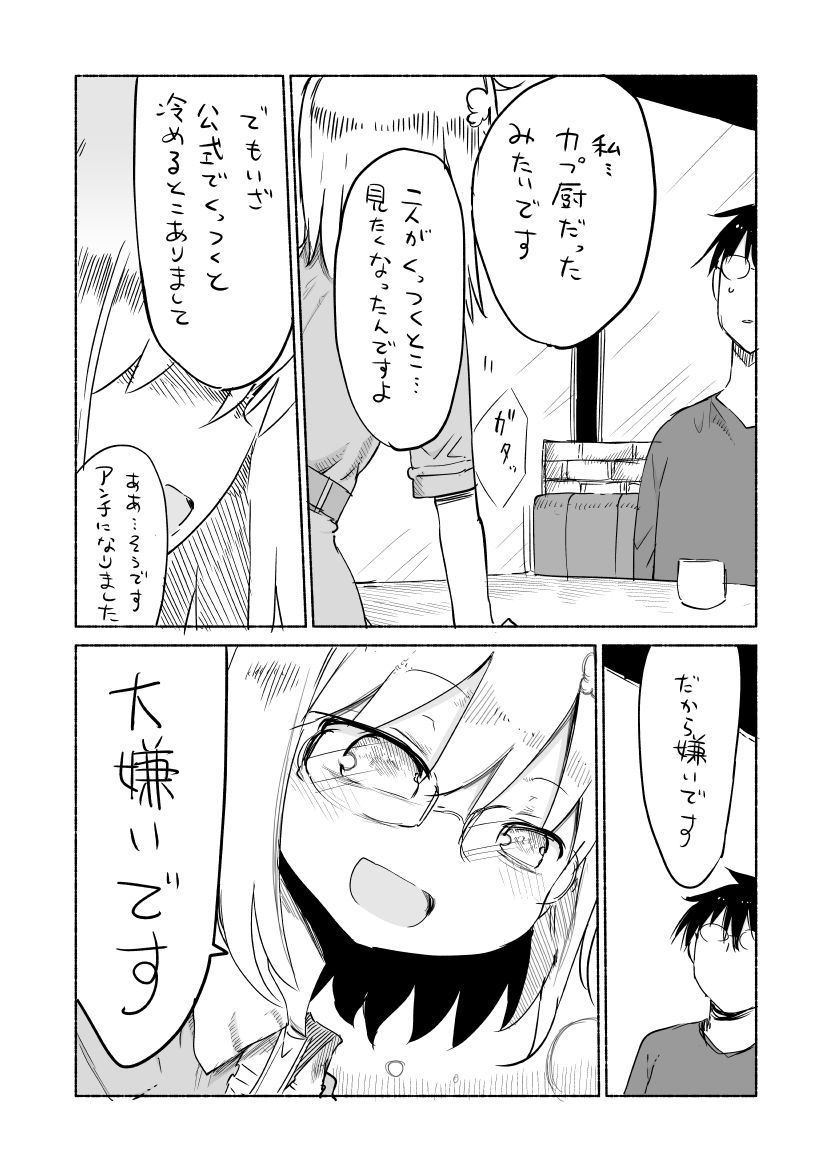 私…
カプ厨だった
みたいです
ガタッ
二人がくっつくとこ…
見たくなったんですよ
でもいざ
公式でくっつくと
冷めるとこありまして
ああ…そうです
アンチになりました
だから嫌いです
大嫌いです